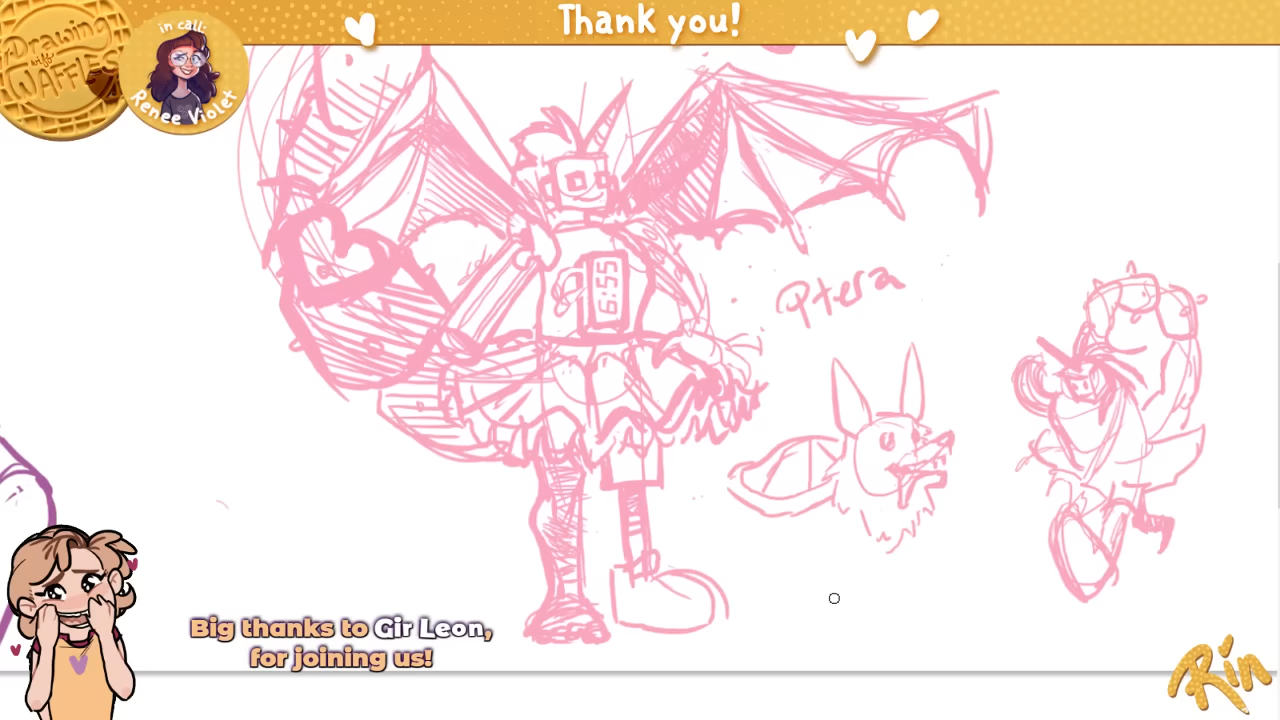 Thank you!
Drawing
with
WAFFLES
in call:
Renee Violet
6:55
Ptera
Big thanks to Gir Leon,
for joining us!
Rin